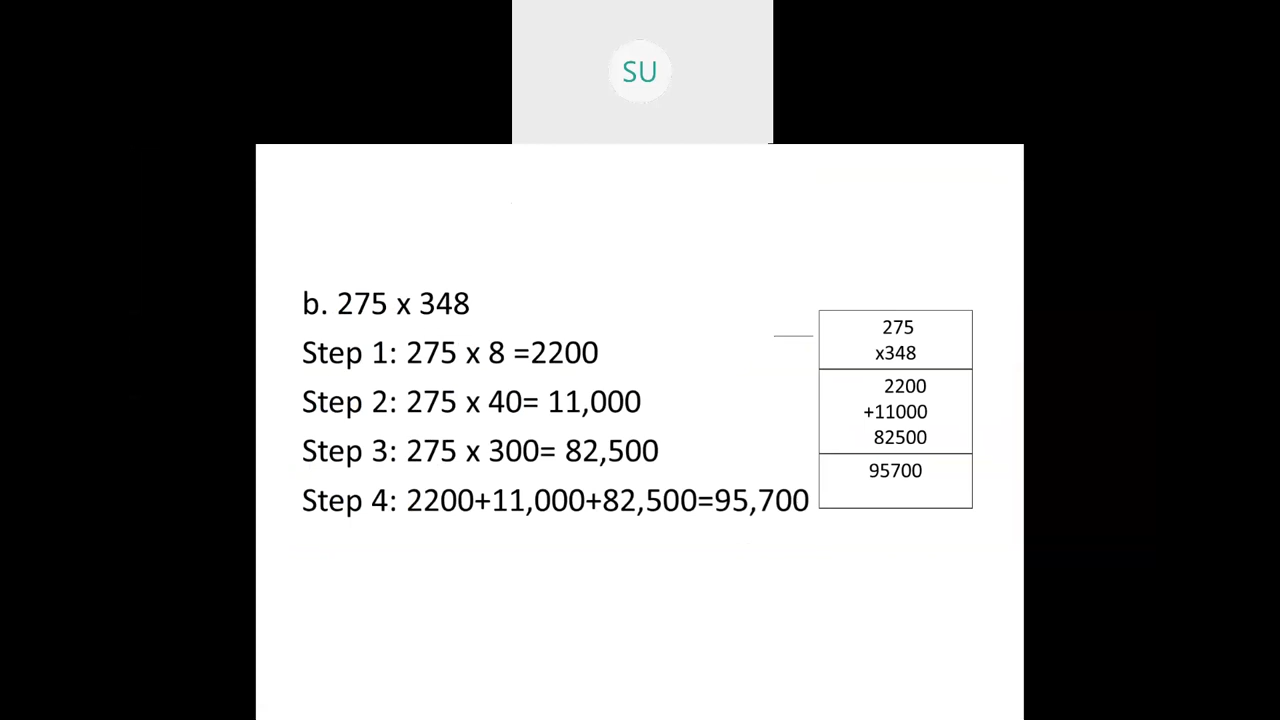 SU
b. 275 x 348
Step 1: 275 x 8 =2200
Step 2: 275 x 40= 11,000
Step 3: 275 x 300= 82,500
Step 4: 2200+11,000+82,500=95,700
275
x348
2200
+11000
82500
95700